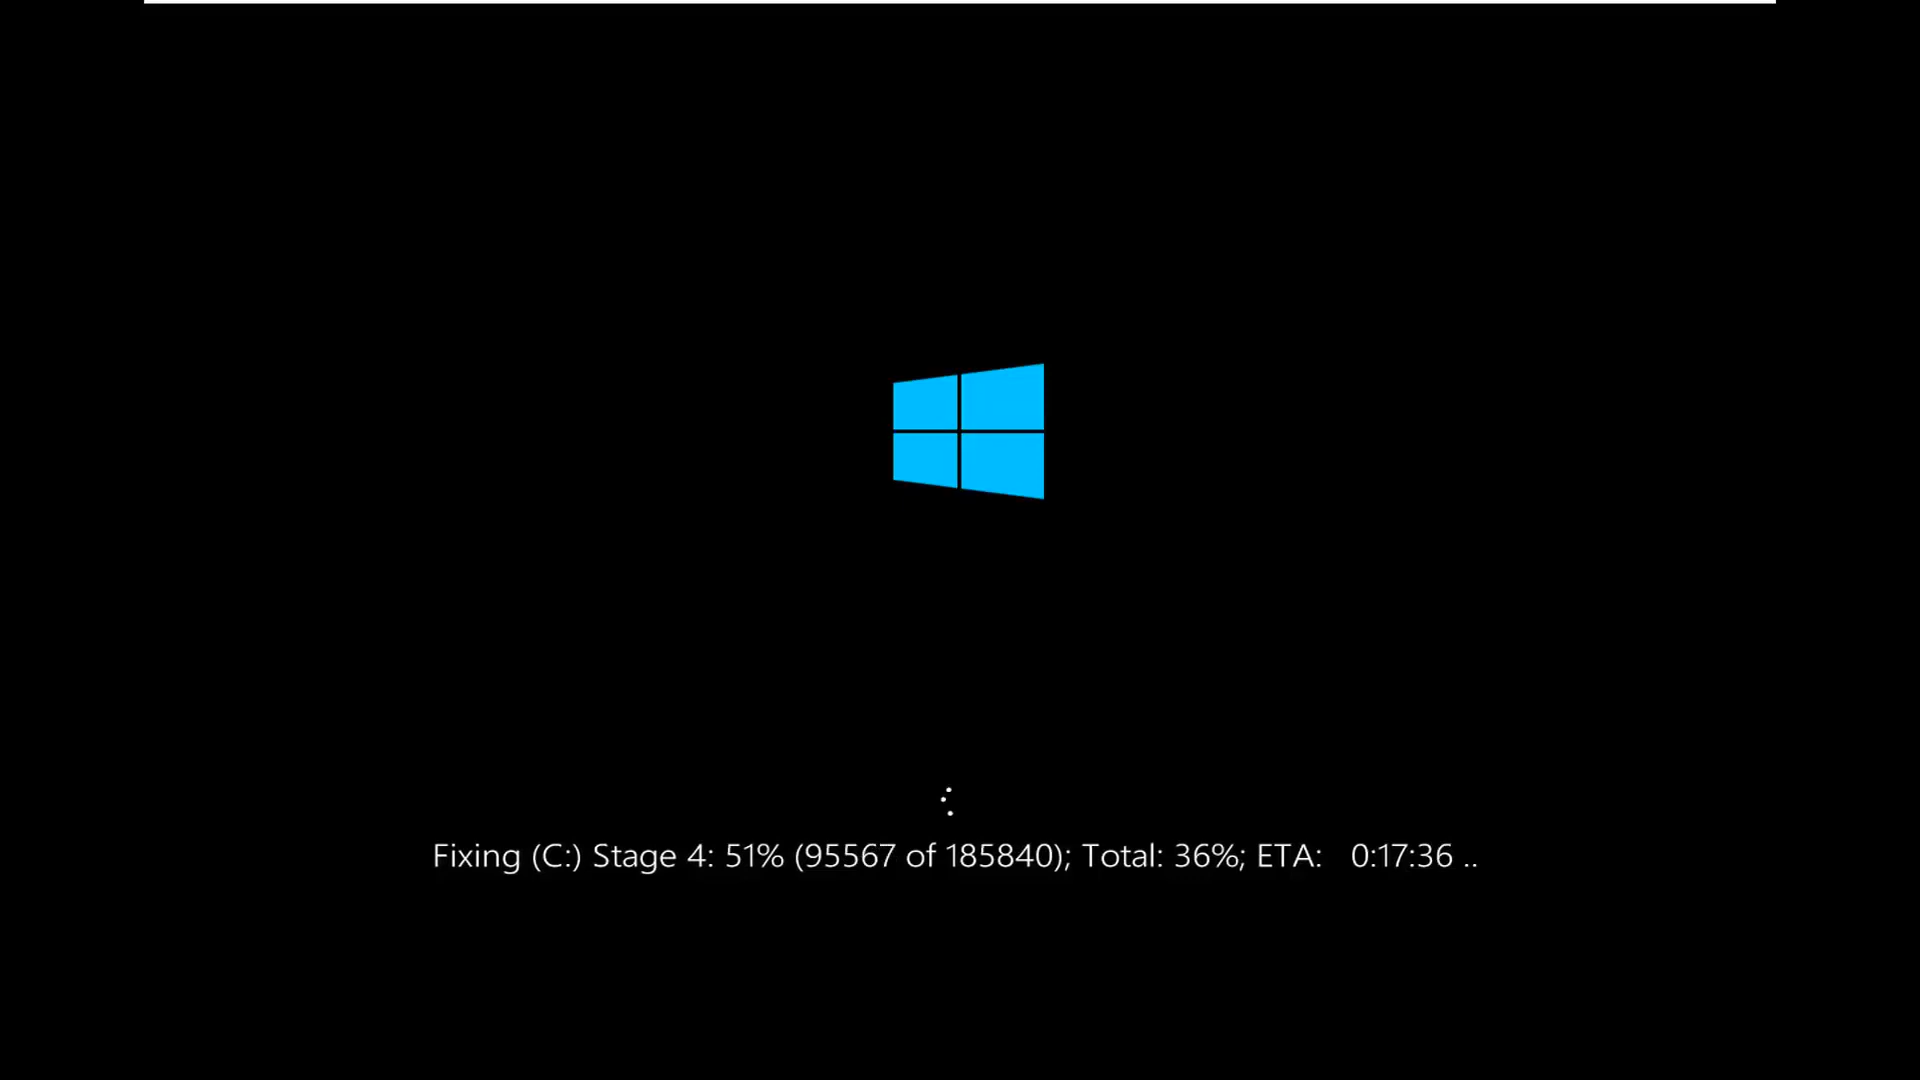 Fixing (C:) Stage 4: 51% (95567 of 185840); Total: 36%; ETA:   0:17:36 ..